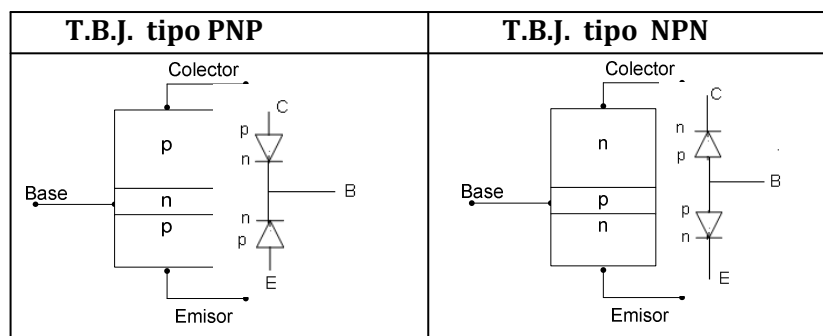 T.B.J. tipo PNP
T.B.J. tipo NPN
Colector
C
p
p
n
Base
n
B
p
n
p
E
Emisor
Colector
C
n
n
p
Base
p
B
n
p
n
E
Emisor